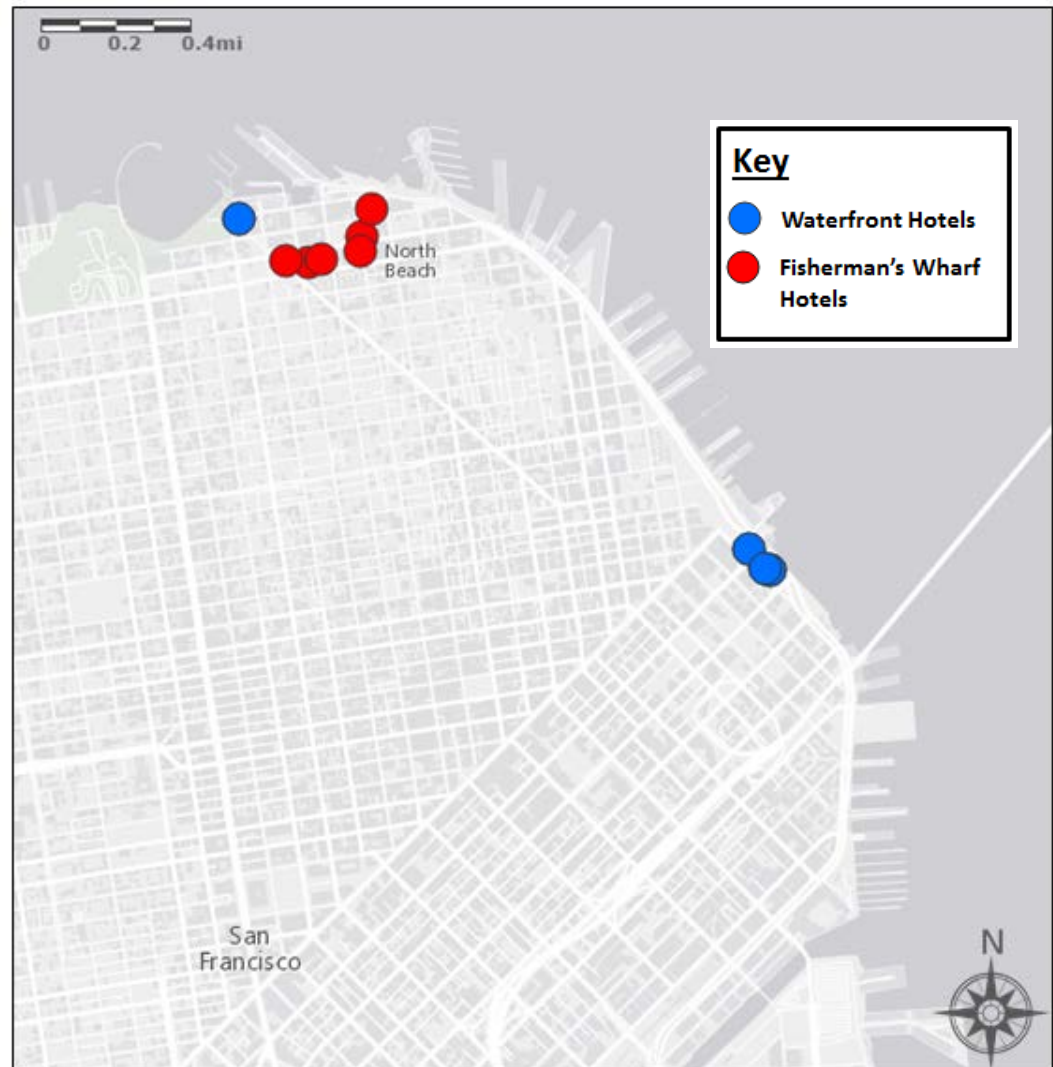 0 0.2 0.4mi
Key
Waterfront Hotels
Fisherman's Wharf
Hotels
North
Beach
San
Francisco
N